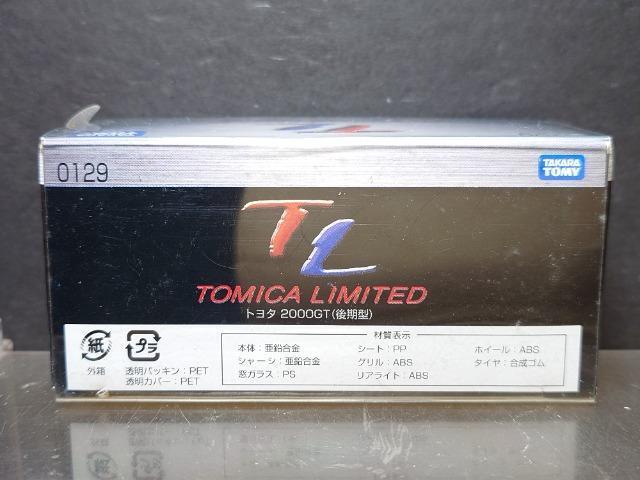 0129
TAKARA
TOMY
TL
TOMICA LIMITED
トヨタ 2000GT(後期型)
紙
外箱
プラ
透明パッキン:PET
透明カバー:PET
材質表示
本体:亜鉛合金
シャーシ:亜鉛合金
窓ガラス:PS
シート:PP
グリル:ABS
リアライト:ABS
ホイール:ABS
タイヤ:合成ゴム